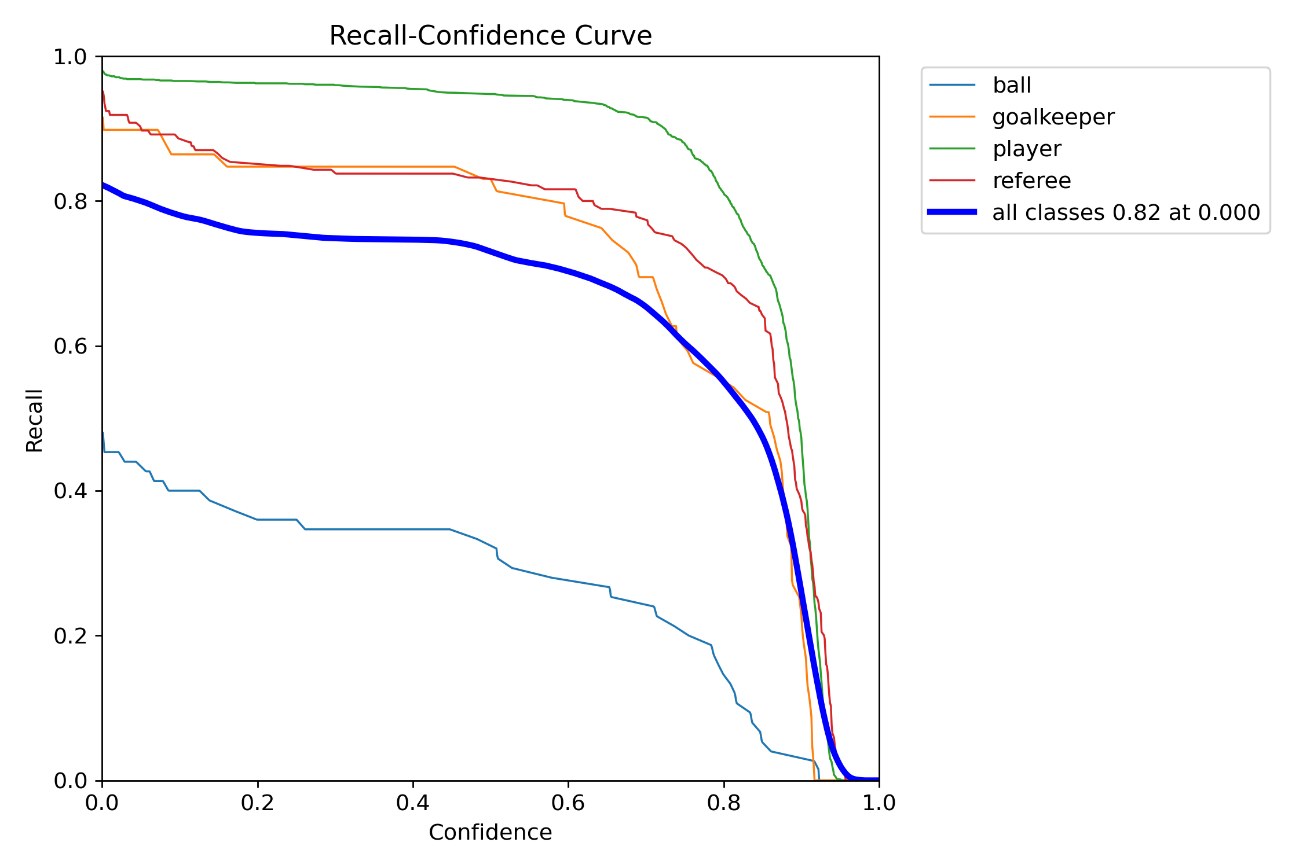 Recall-Confidence Curve
ball
goalkeeper
player
referee
all classes 0.82 at 0.000
1.0
0.8
0.6
0.4
0.2
0.0
Recall
0.0 0.2 0.4 0.6 0.8 1.0
Confidence